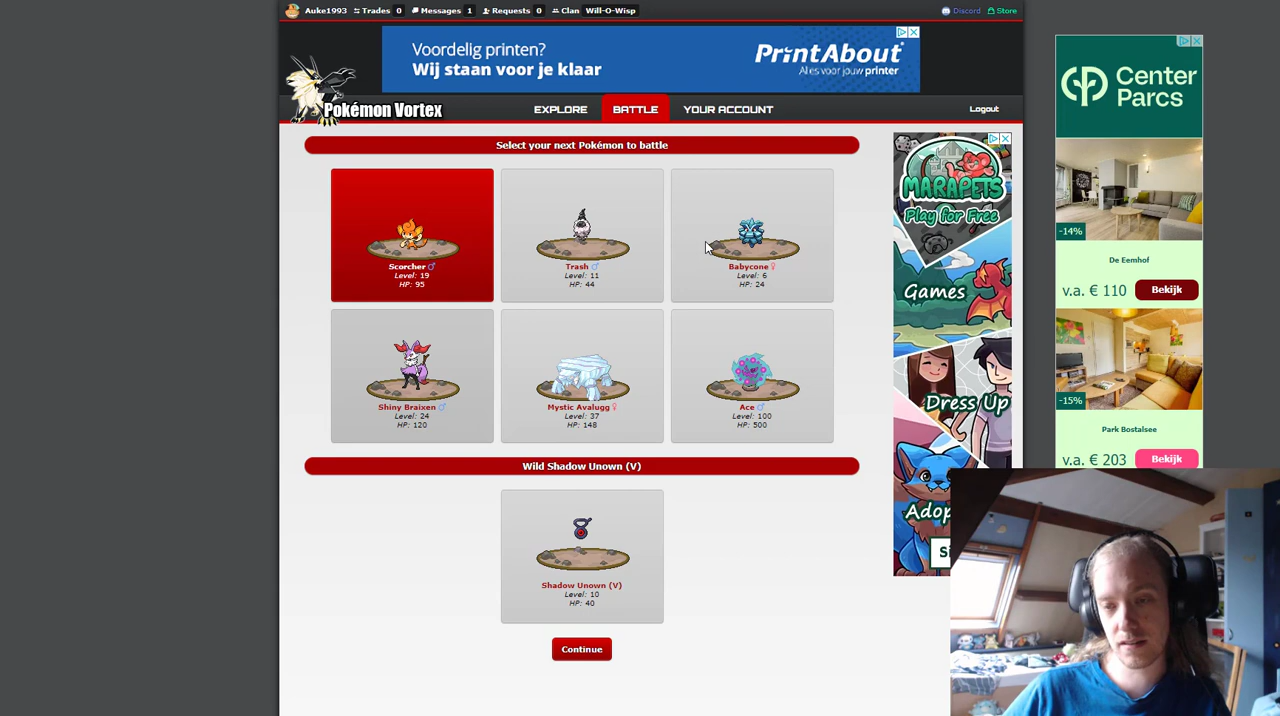 Auke1993 Trades 0 Messages 1 Requests 0 Clan Will-O-Wisp Discord Store
Voordelig printen?
Wij staan voor je klaar
PrintAbout
Alles voor jouw printer
Pokémon Vortex
EXPLORE BATTLE YOUR ACCOUNT Logout
Select your next Pokémon to battle
Scorcher ♂
Level: 19
HP: 95
Trash ♂
Level: 11
HP: 44
Babycone ♀
Level: 6
HP: 24
Shiny Braixen ♂
Level: 24
HP: 120
Mystic Avalugg ♀
Level: 37
HP: 148
Ace ♂
Level: 100
HP: 500
Wild Shadow Unown (V)
Shadow Unown (V)
Level: 10
HP: 40
Continue
MARAPETS
Play for Free
Games
Dress Up
Center
Parcs
-14%
De Eemhof
v.a. € 110 Bekijk
-15%
Park Bostalsee
v.a. € 203 Bekijk